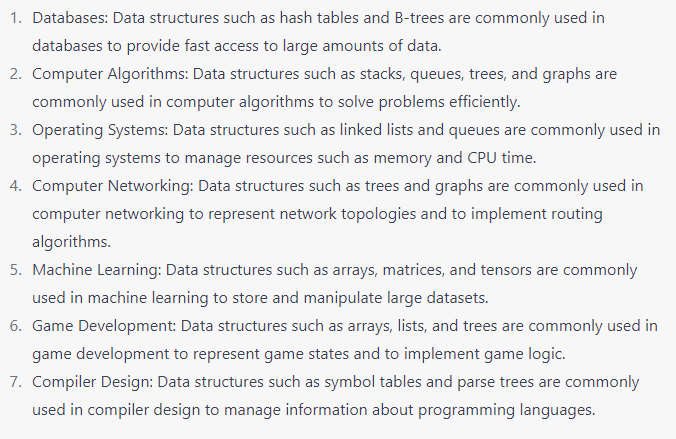 1. Databases: Data structures such as hash tables and B-trees are commonly used in
databases to provide fast access to large amounts of data.
2. Computer Algorithms: Data structures such as stacks, queues, trees, and graphs are
commonly used in computer algorithms to solve problems efficiently.
3. Operating Systems: Data structures such as linked lists and queues are commonly used in
operating systems to manage resources such as memory and CPU time.
4. Computer Networking: Data structures such as trees and graphs are commonly used in
computer networking to represent network topologies and to implement routing
algorithms.
5. Machine Learning: Data structures such as arrays, matrices, and tensors are commonly
used in machine learning to store and manipulate large datasets.
6. Game Development: Data structures such as arrays, lists, and trees are commonly used in
game development to represent game states and to implement game logic.
7. Compiler Design: Data structures such as symbol tables and parse trees are commonly
used in compiler design to manage information about programming languages.